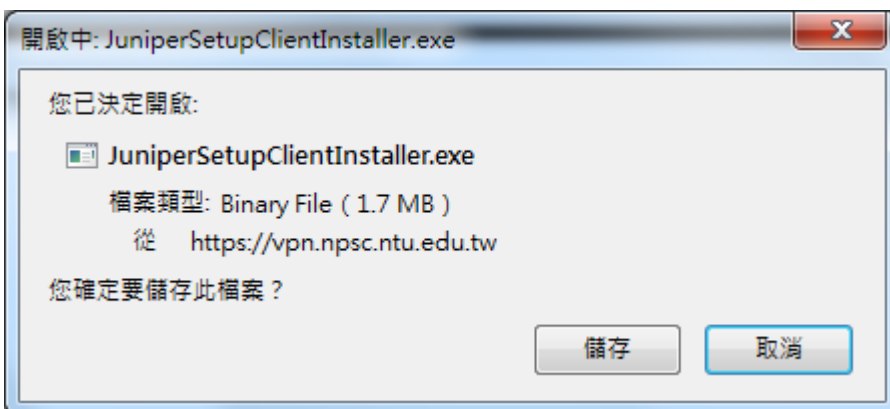 開啟中: JuniperSetupClientInstaller.exe
您已決定開啟:
JuniperSetupClientInstaller.exe
檔案類型: Binary File ( 1.7 MB )
從 https://vpn.npsc.ntu.edu.tw
您確定要儲存此檔案？
儲存 取消